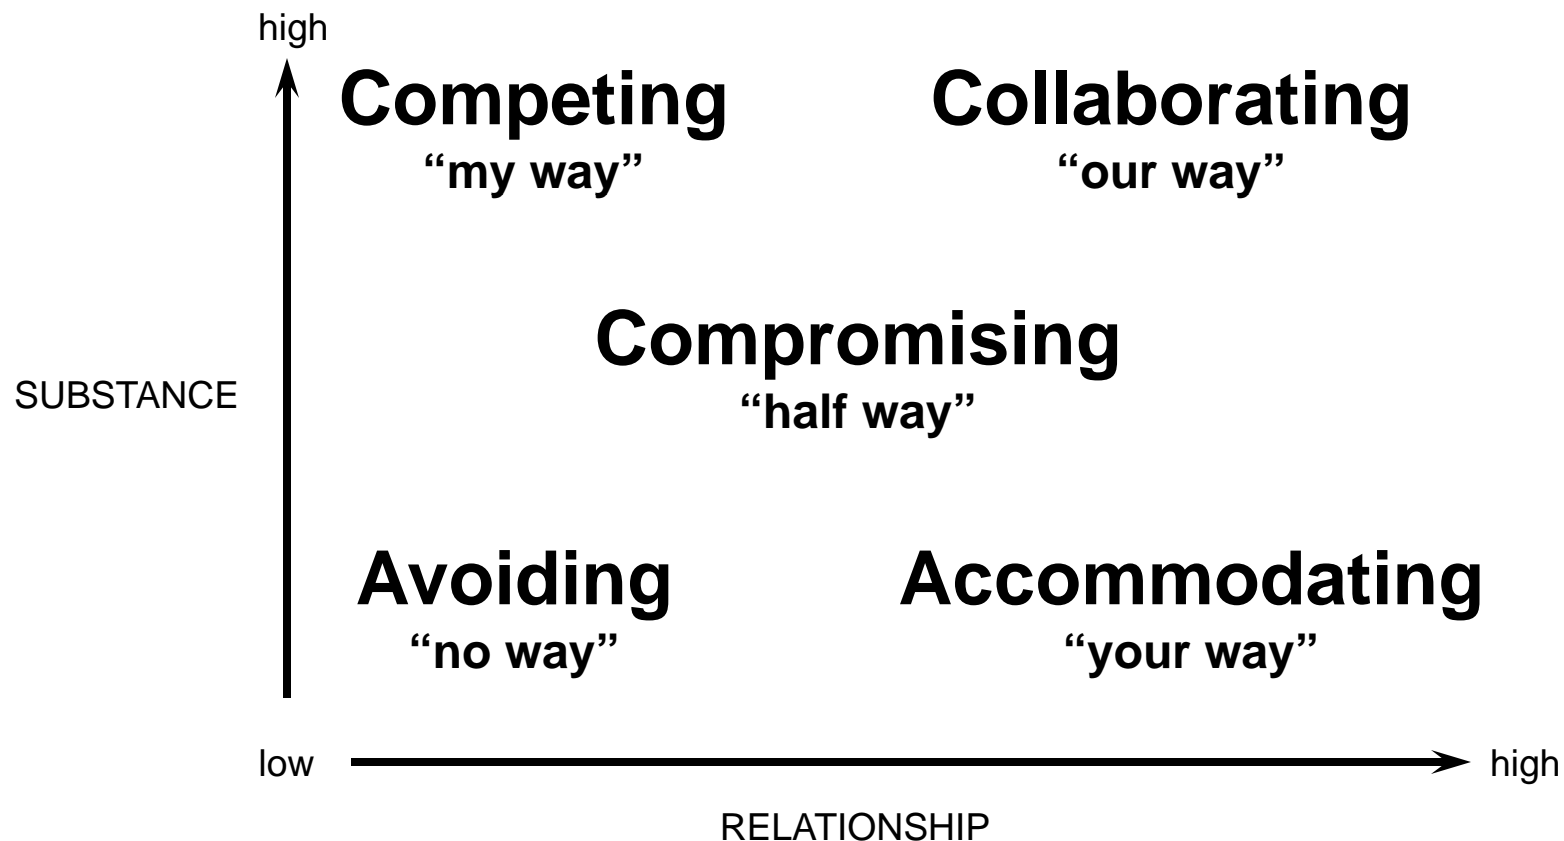 high
Competing
“my way”
Collaborating
“our way”
Compromising
“half way”
SUBSTANCE
Avoiding
“no way”
Accommodating
“your way”
low
high
RELATIONSHIP